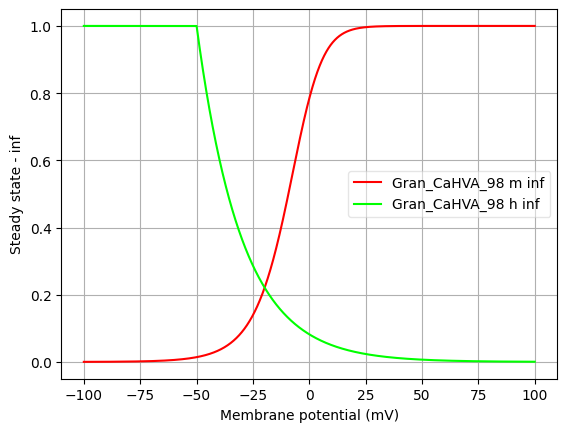 1.0
0.8
0.6
0.4
0.2
0.0
Steady state - inf
Gran_CaHVA_98 m inf
Gran_CaHVA_98 h inf
−100 −75 −50 −25 0 25 50 75 100
Membrane potential (mV)